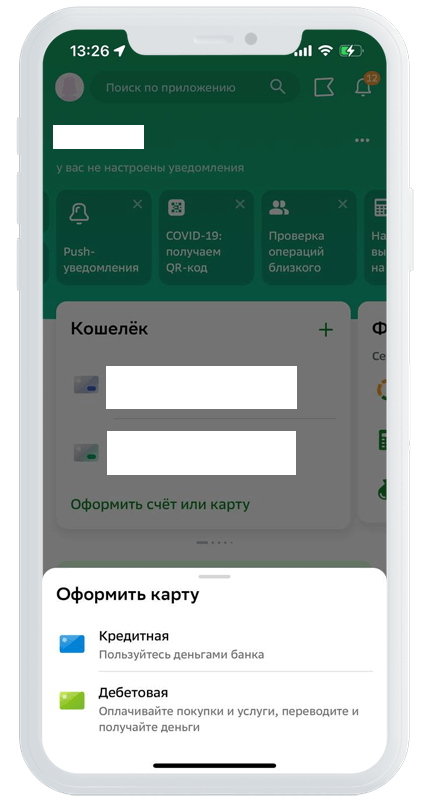 13:26
Поиск по приложению
12
у вас не настроены уведомления
Push-
уведомления
COVID-19:
получаем
QR-код
Проверка
операций
близкого
На
вы
на
Кошелёк
Ф
Се
Оформить счёт или карту
Оформить карту
Кредитная
Пользуйтесь деньгами банка
Дебетовая
Оплачивайте покупки и услуги, переводите и
получайте деньги